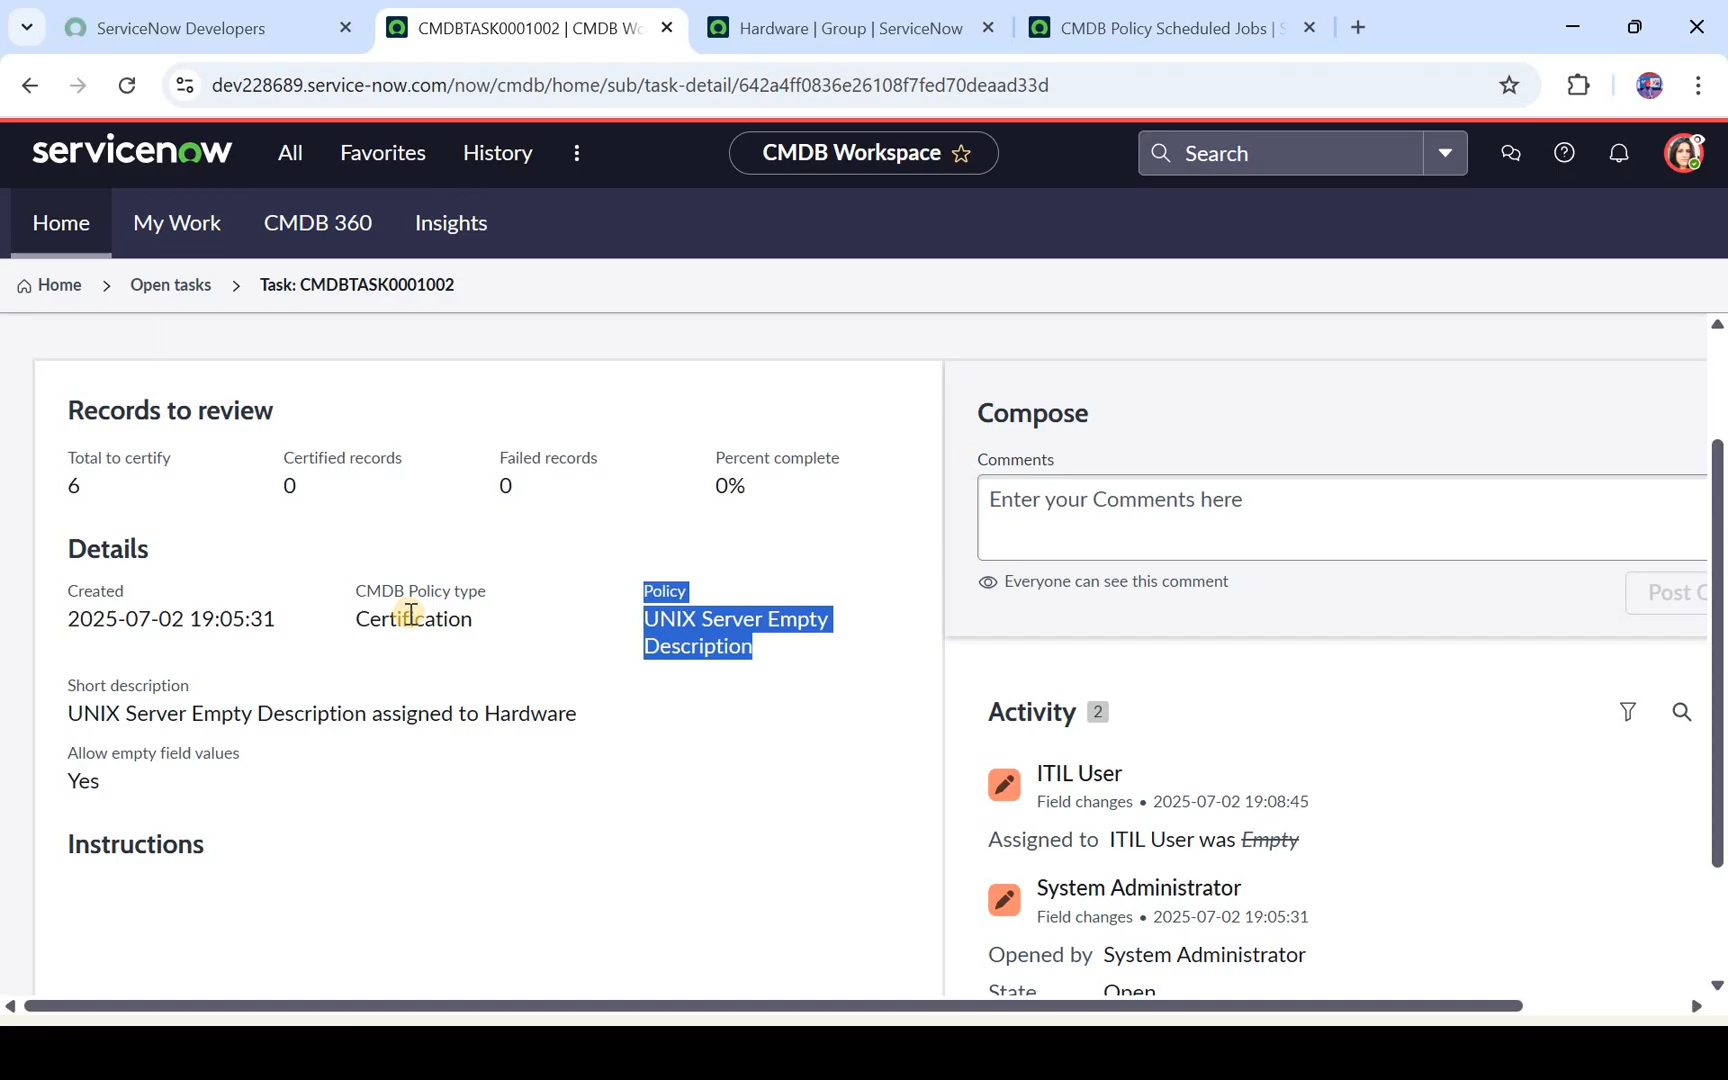 ServiceNow Developers
CMDBTASK0001002 | CMDB Wo
Hardware | Group | ServiceNow
CMDB Policy Scheduled Jobs | S
dev228689.service-now.com/now/cmdb/home/sub/task-detail/642a4ff0836e26108f7fed70deaad33d
servicenow
All
Favorites
History
CMDB Workspace
Search
Home
My Work
CMDB 360
Insights
Home > Open tasks > Task: CMDBTASK0001002
Records to review
Total to certify
6
Certified records
0
Failed records
0
Percent complete
0%
Details
Created
2025-07-02 19:05:31
CMDB Policy type
Certification
Policy
UNIX Server Empty
Description
Short description
UNIX Server Empty Description assigned to Hardware
Allow empty field values
Yes
Instructions
Compose
Comments
Enter your Comments here
Everyone can see this comment
Post C
Activity 2
ITIL User
Field changes • 2025-07-02 19:08:45
Assigned to ITIL User was Empty
System Administrator
Field changes • 2025-07-02 19:05:31
Opened by System Administrator
State Open